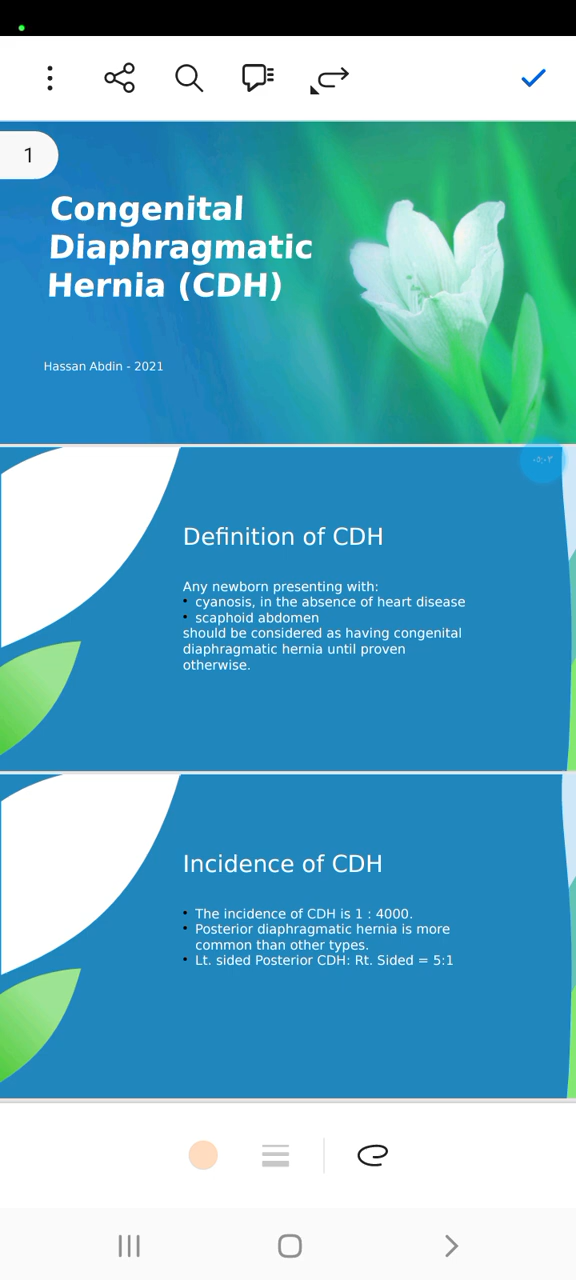 1
Congenital
Diaphragmatic
Hernia (CDH)
Hassan Abdin - 2021
٠٥:٠٣
Definition of CDH
Any newborn presenting with:
• cyanosis, in the absence of heart disease
• scaphoid abdomen
should be considered as having congenital
diaphragmatic hernia until proven
otherwise.
Incidence of CDH
• The incidence of CDH is 1 : 4000.
• Posterior diaphragmatic hernia is more
common than other types.
• Lt. sided Posterior CDH: Rt. Sided = 5:1